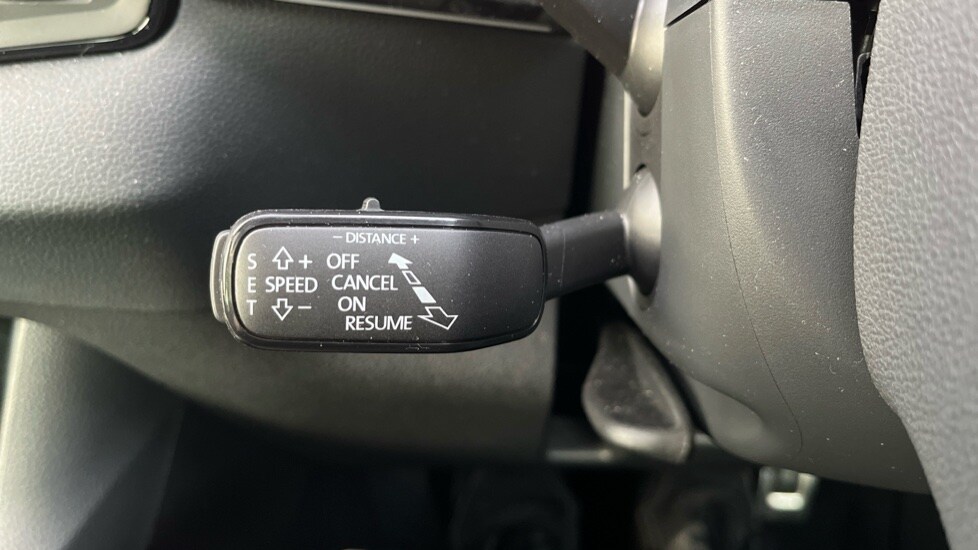 − DISTANCE +
S + OFF
E SPEED CANCEL
T − ON
RESUME